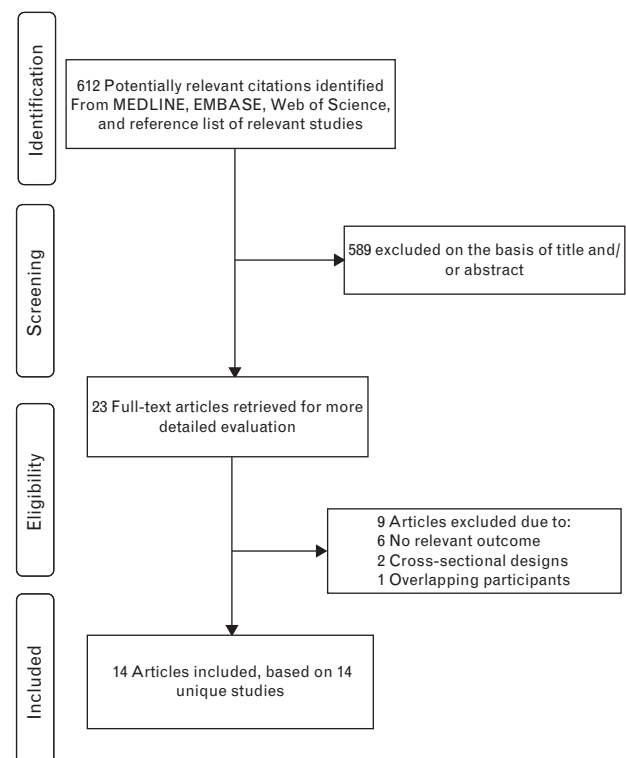 Identification
612 Potentially relevant citations identified
From MEDLINE, EMBASE, Web of Science,
and reference list of relevant studies
Screening
589 excluded on the basis of title and/
or abstract
23 Full-text articles retrieved for more
detailed evaluation
Eligibility
9 Articles excluded due to:
6 No relevant outcome
2 Cross-sectional designs
1 Overlapping participants
Included
14 Articles included, based on 14
unique studies